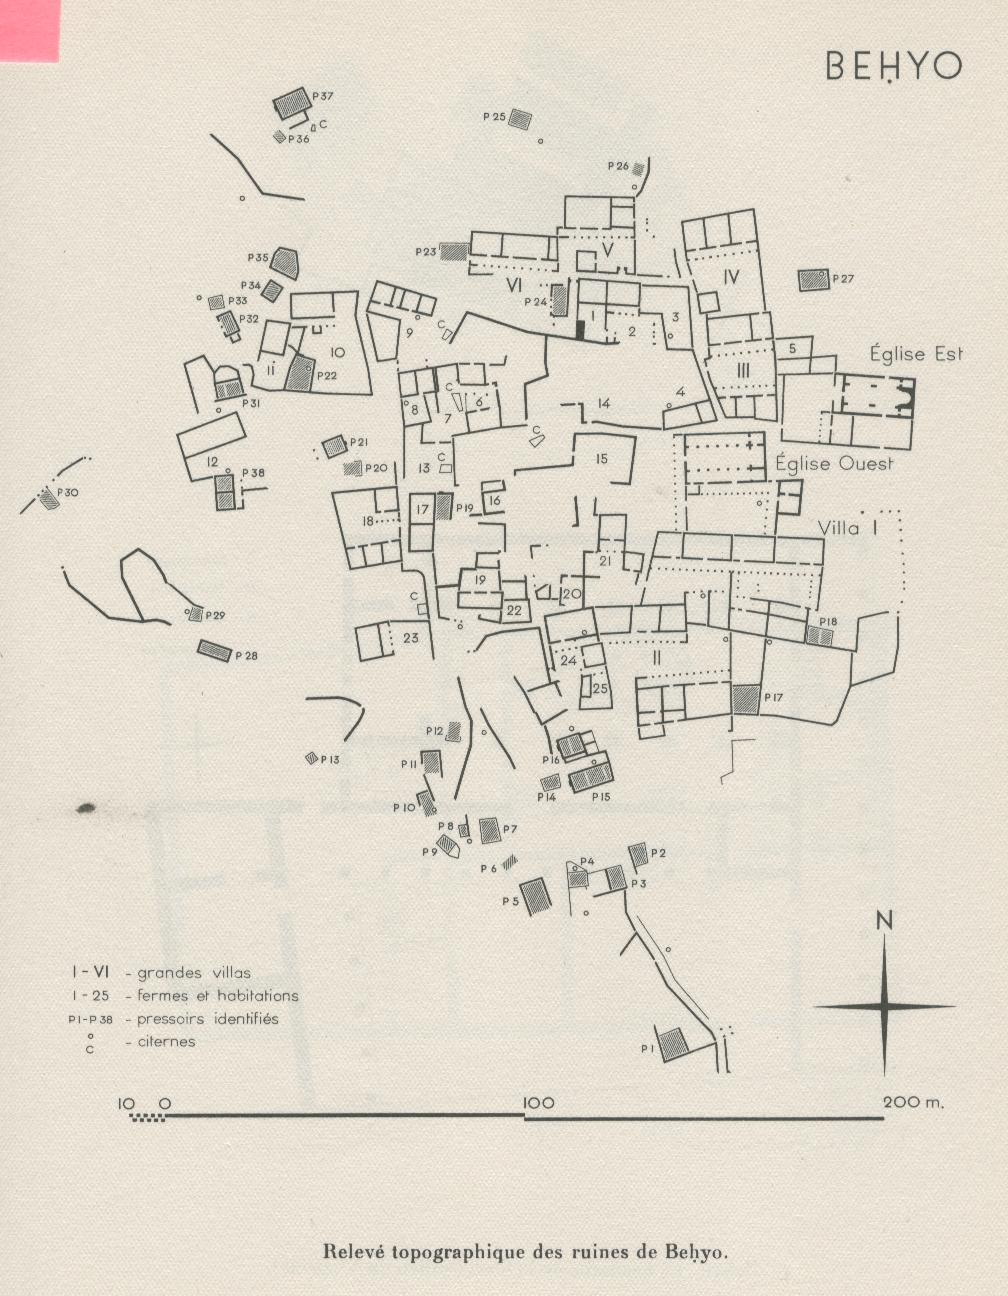 BEḤYO
P37
C
P36
P25
P26
V
P23
P35
IV
VI
P27
P34
P24
P33
P32
1
2
3
9
C
10
5
III
Église Est
11
P22
C
6
4
14
P31
8
7
C
P21
15
12
13
C
P20
Église Ouest
P38
P30
16
17
P19
18
Villa I
21
19
20
C
22
P29
P18
23
P28
24
II
25
P17
P12
P13
P11
P16
P14
P15
P10
P8
P7
P9
P6
P4
P2
P3
P5
N
I-VI - grandes villas
1-25 - fermes et habitations
P1-P38 - pressoirs identifiés
C - citernes
P1
10 0 100 200 m.
Relevé topographique des ruines de Beḥyo.